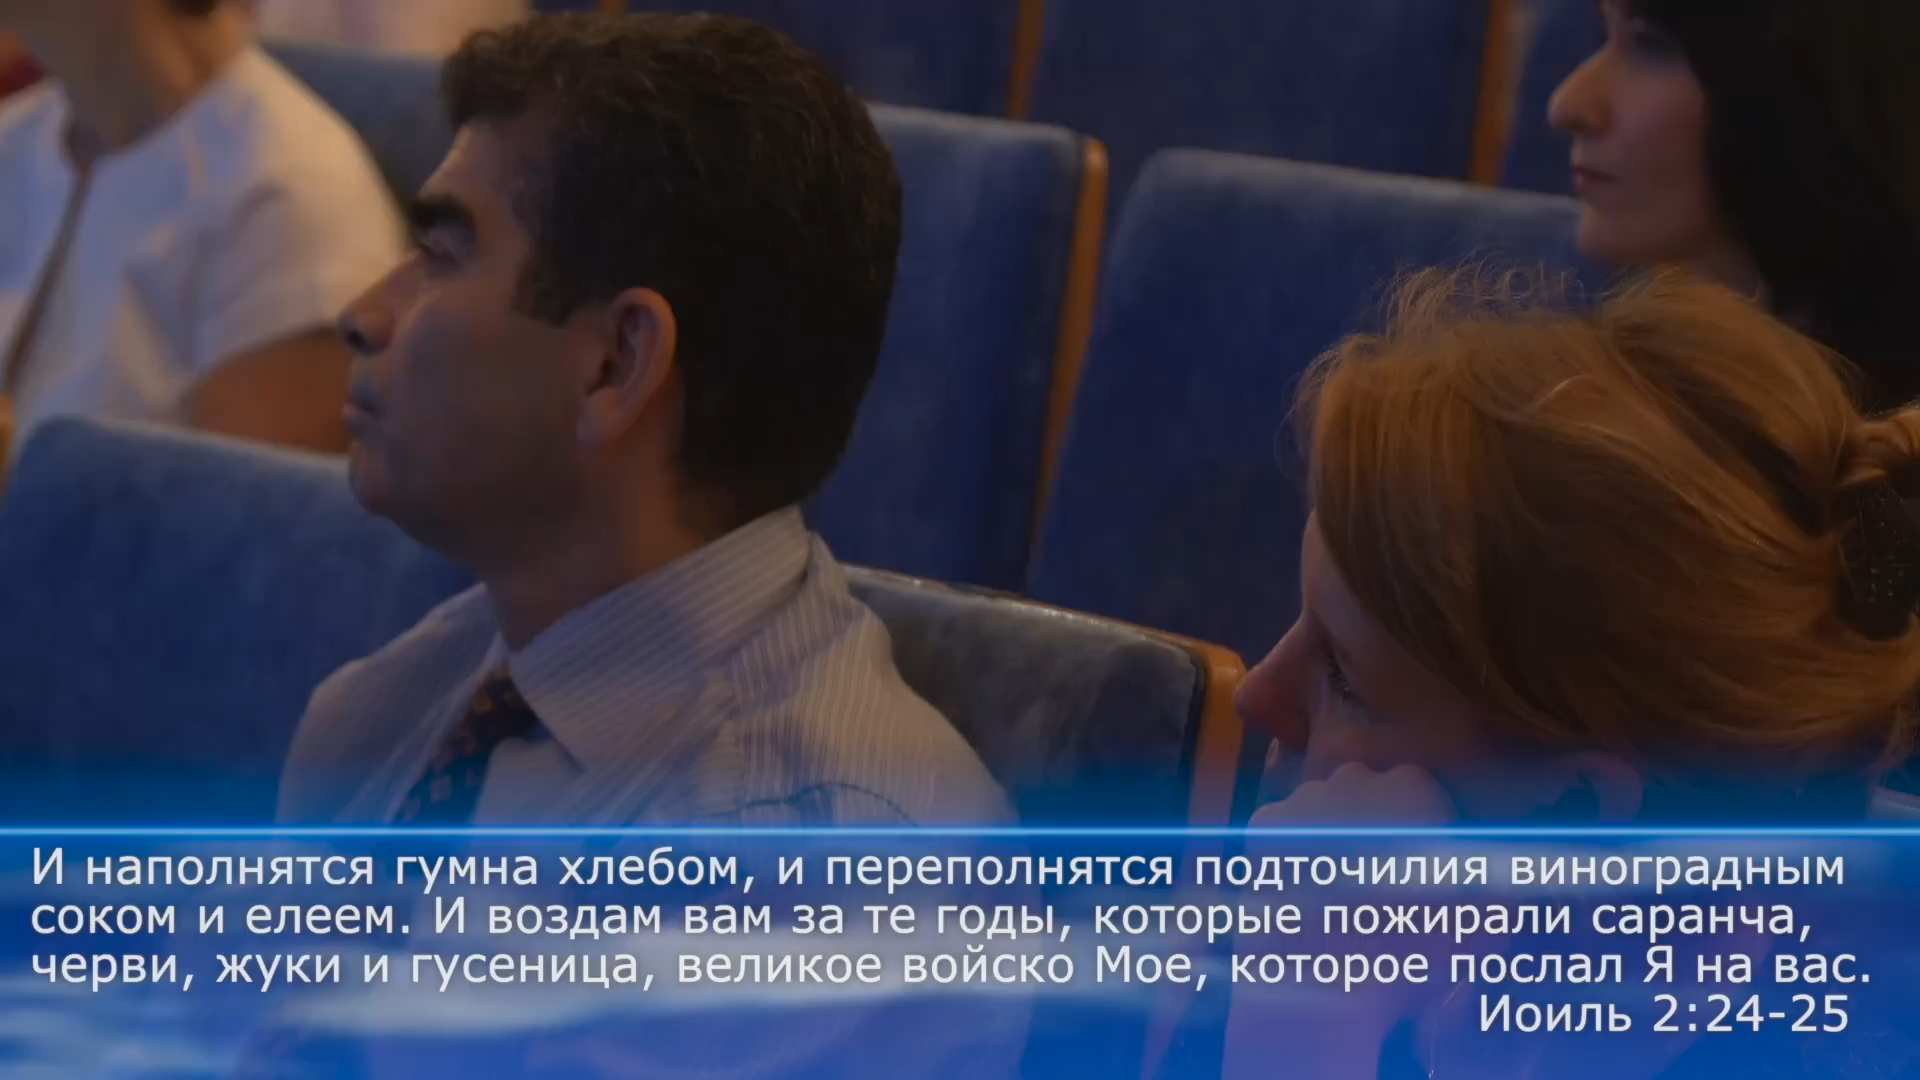 И наполнятся гумна хлебом, и переполнятся подточилия виноградным
соком и елеем. И воздам вам за те годы, которые пожирали саранча,
черви, жуки и гусеница, великое войско Мое, которое послал Я на вас.
Иоиль 2:24-25